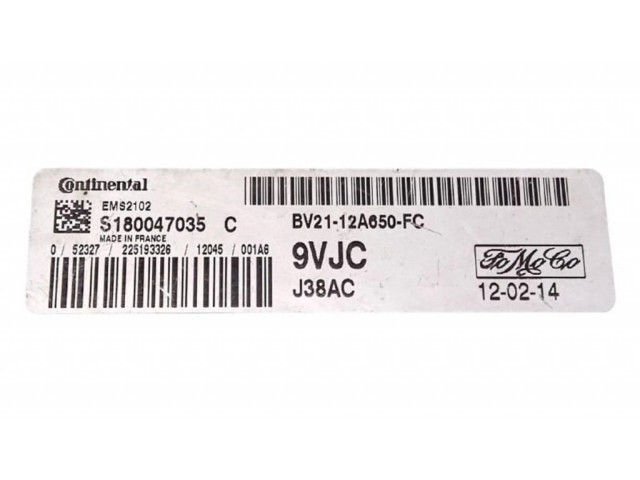 Continental
EMS2102
S180047035 C
MADE IN FRANCE
0 / 52327 / 225193326 / 12045 / 001A6
BV21-12A650-FC
9VJC
J38AC
FoMoCo
12-02-14